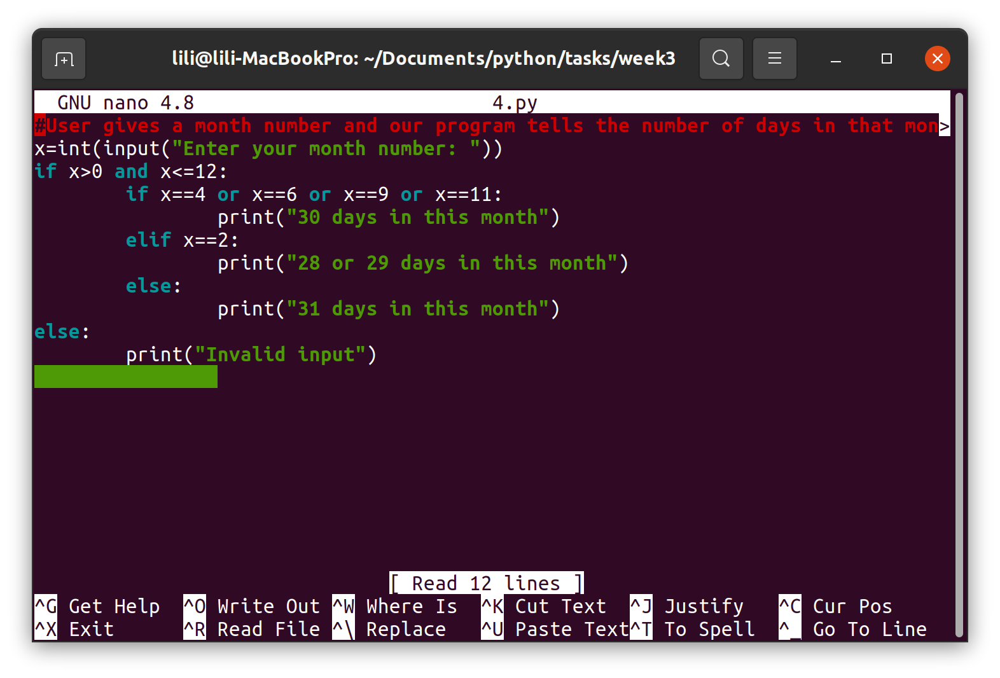 lili@lili-MacBookPro: ~/Documents/python/tasks/week3
GNU nano 4.8 4.py
#User gives a month number and our program tells the number of days in that mon>
x=int(input("Enter your month number: "))
if x>0 and x<=12:
        if x==4 or x==6 or x==9 or x==11:
                print("30 days in this month")
        elif x==2:
                print("28 or 29 days in this month")
        else:
                print("31 days in this month")
else:
        print("Invalid input")
[ Read 12 lines ]
^G Get Help ^O Write Out ^W Where Is ^K Cut Text ^J Justify ^C Cur Pos
^X Exit ^R Read File ^\ Replace ^U Paste Text ^T To Spell ^_ Go To Line